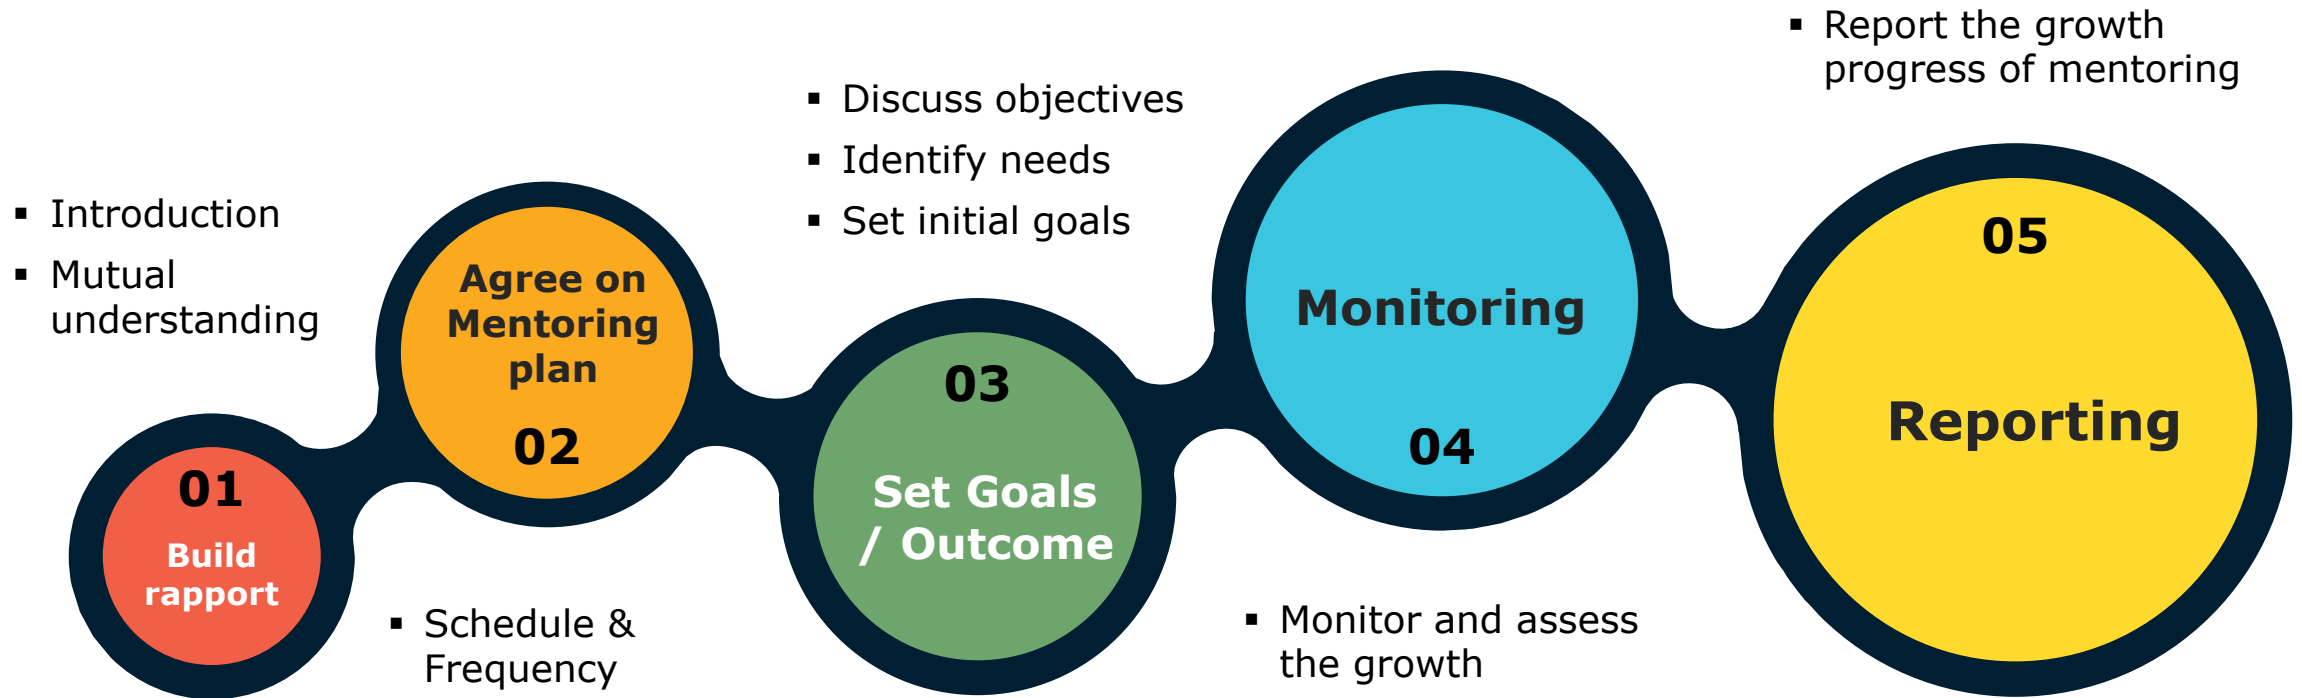 ▪ Introduction
▪ Mutual
understanding
01
Build
rapport
Agree on
Mentoring
plan
02
▪ Schedule &
Frequency
▪ Discuss objectives
▪ Identify needs
▪ Set initial goals
03
Set Goals
/ Outcome
Monitoring
04
▪ Monitor and assess
the growth
▪ Report the growth
progress of mentoring
05
Reporting